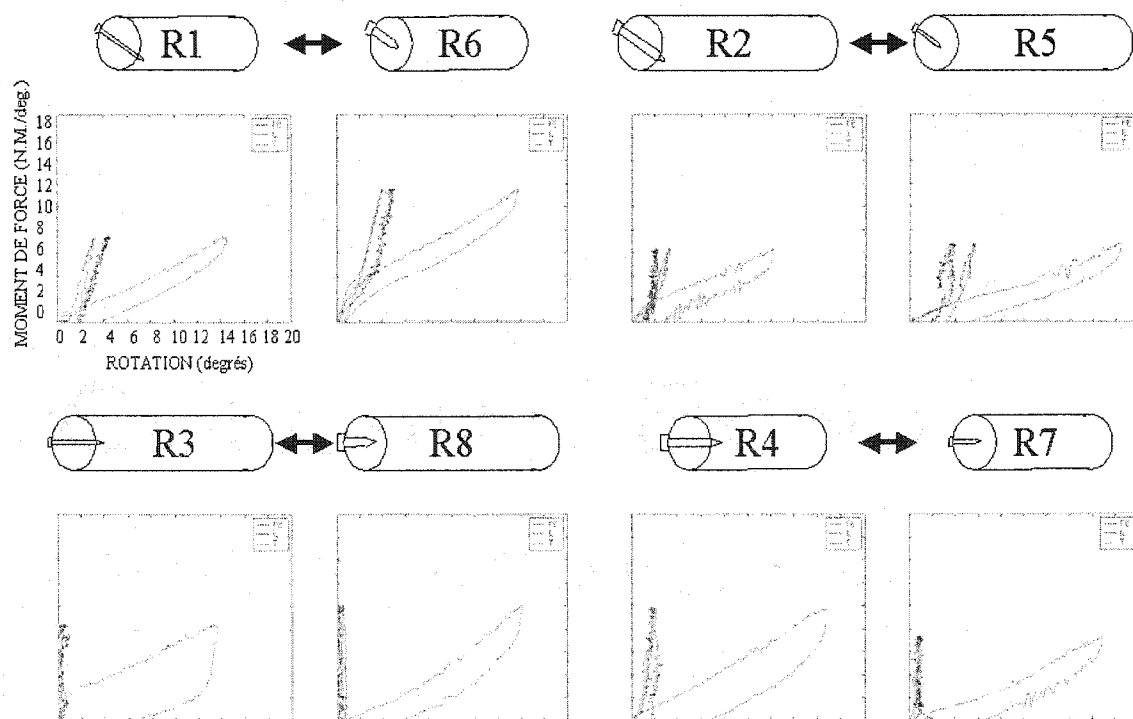 R1
R6
R2
R5
MOMENT DE FORCE (N.M./deg.)
18
16
14
12
10
8
6
4
2
0
0 2 4 6 8 10 12 14 16 18 20
ROTATION (degrés)
R3
R8
R4
R7